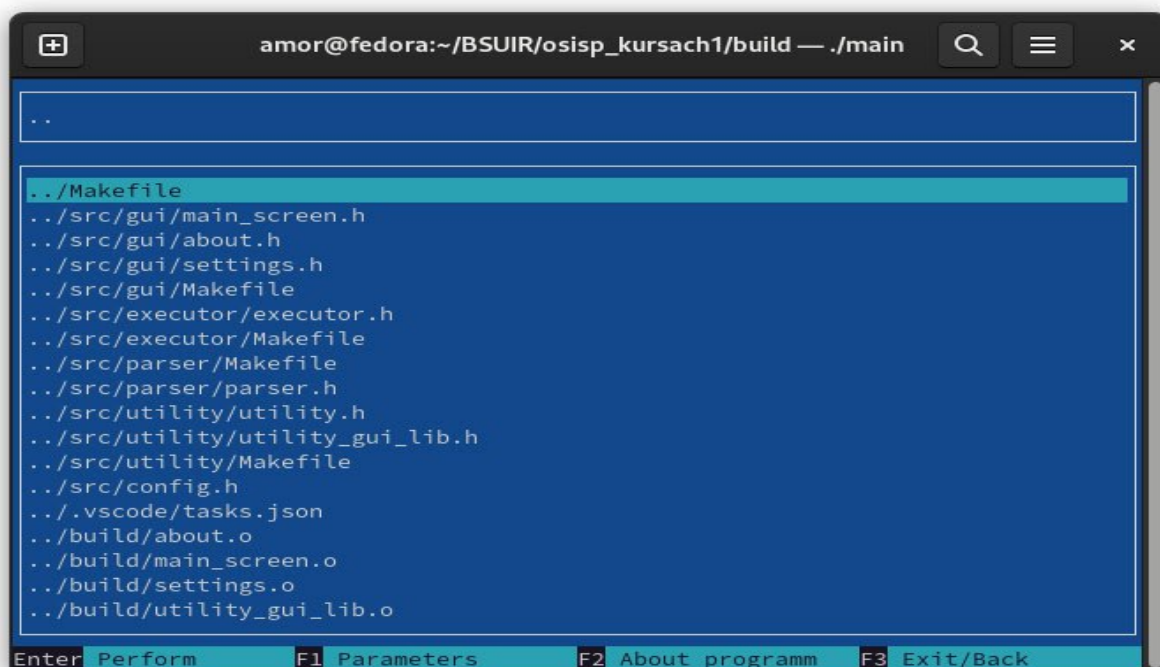 amor@fedora:~/BSUIR/osisp_kursach1/build — ./main
..
../Makefile
../src/gui/main_screen.h
../src/gui/about.h
../src/gui/settings.h
../src/gui/Makefile
../src/executor/executor.h
../src/executor/Makefile
../src/parser/Makefile
../src/parser/parser.h
../src/utility/utility.h
../src/utility/utility_gui_lib.h
../src/utility/Makefile
../src/config.h
../.vscode/tasks.json
../build/about.o
../build/main_screen.o
../build/settings.o
../build/utility_gui_lib.o
Enter Perform F1 Parameters F2 About programm F3 Exit/Back